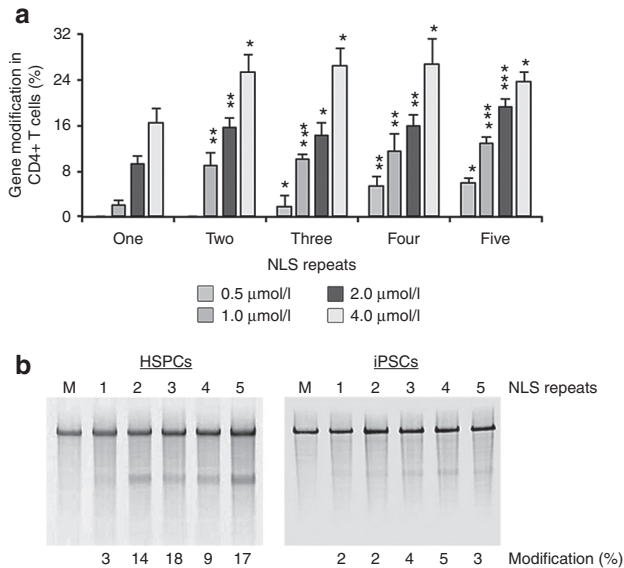 a
Gene modification in
CD4+ T cells (%)
32
24
16
8
0
* ** ** * * *** * * ** ** ** * * *** *** *
One Two Three Four Five
NLS repeats
0.5 µmol/l 2.0 µmol/l
1.0 µmol/l 4.0 µmol/l
b
HSPCs iPSCs
M 1 2 3 4 5 M 1 2 3 4 5 NLS repeats
3 14 18 9 17 2 2 4 5 3 Modification (%)